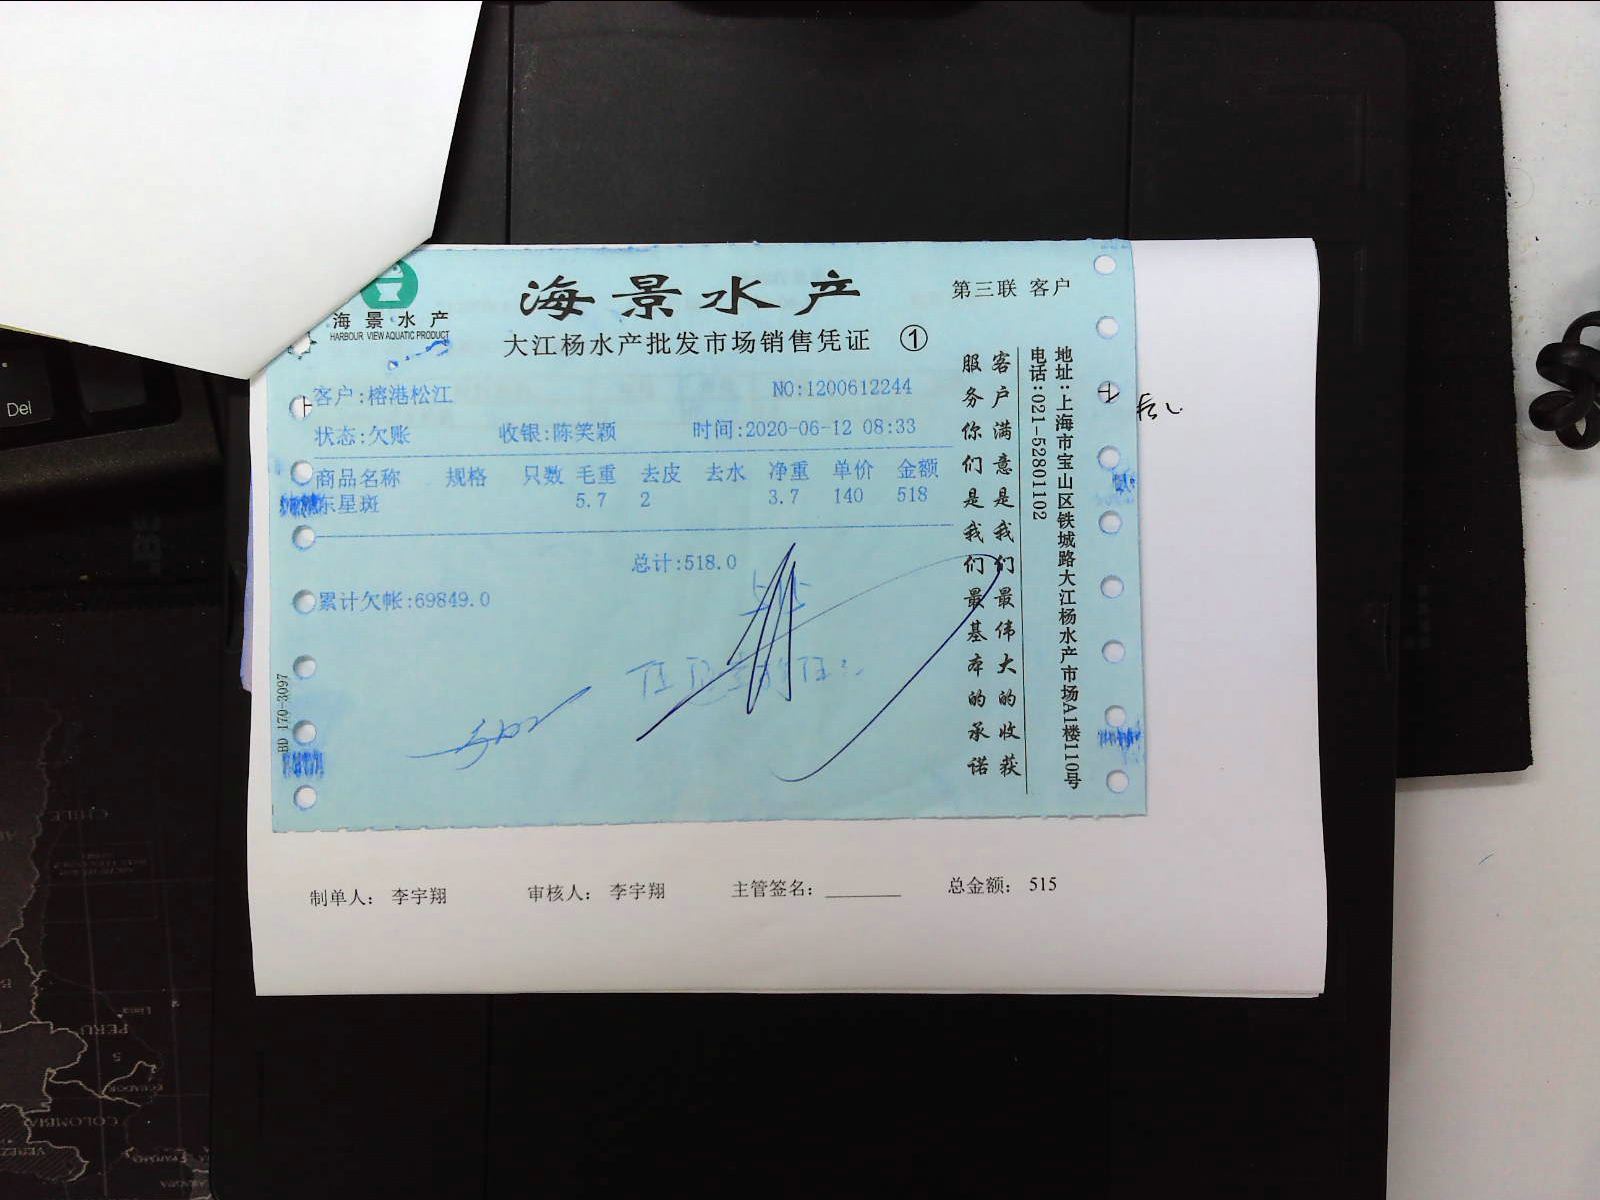 海景水产
HARBOUR VIEW AQUATIC PRODUCT
海景水产
大江杨水产批发市场销售凭证 ①
第三联 客户
客户:榕港松江 NO:1200612244
状态:欠账 收银:陈笑颖 时间:2020-06-12 08:33
商品名称 规格 只数 毛重 去皮 去水 净重 单价 金额
东星斑 5.7 2 3.7 140 518
总计:518.0
515
累计欠帐:69849.0
客户满意是我们最伟大的收获
服务你们是我们最基本的承诺
地址:上海市宝山区铁城路大江杨水产市场A1楼110号
电话:021-52801102
BD 170-3097
制单人： 李宇翔 审核人： 李宇翔 主管签名： 总金额： 515
Del
CHILE
PERU
Lima
ECUADOR
COLOMBIA